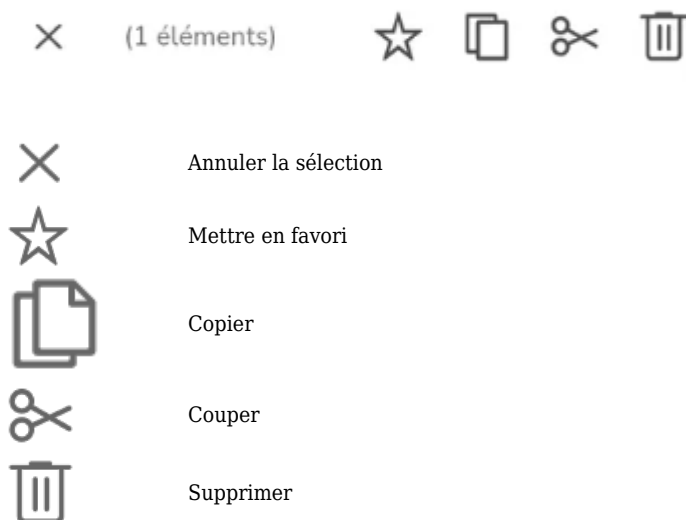 (1 éléments)
Annuler la sélection
Mettre en favori
Copier
Couper
Supprimer